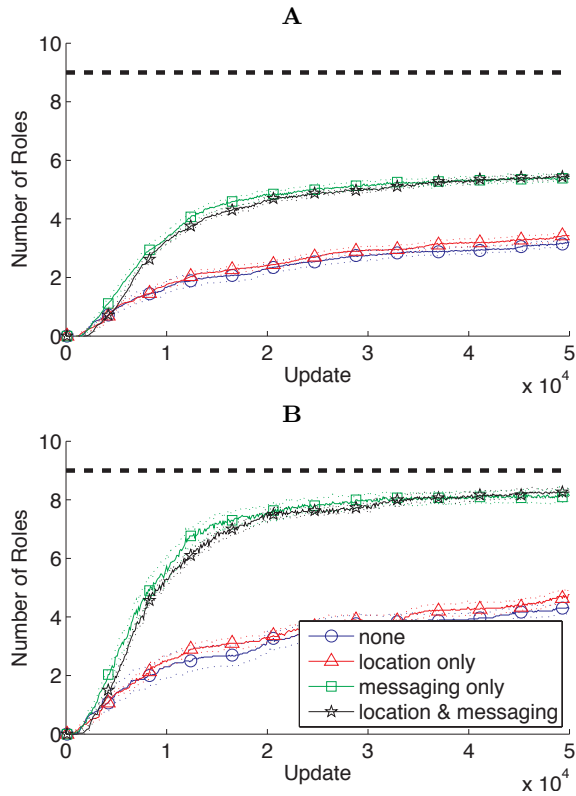 A
10
8
6
4
2
0
Number of Roles
0
1
2
3
4
5
Update
x 10^4
B
10
8
6
4
2
0
Number of Roles
none
location only
messaging only
location & messaging
0
1
2
3
4
5
Update
x 10^4